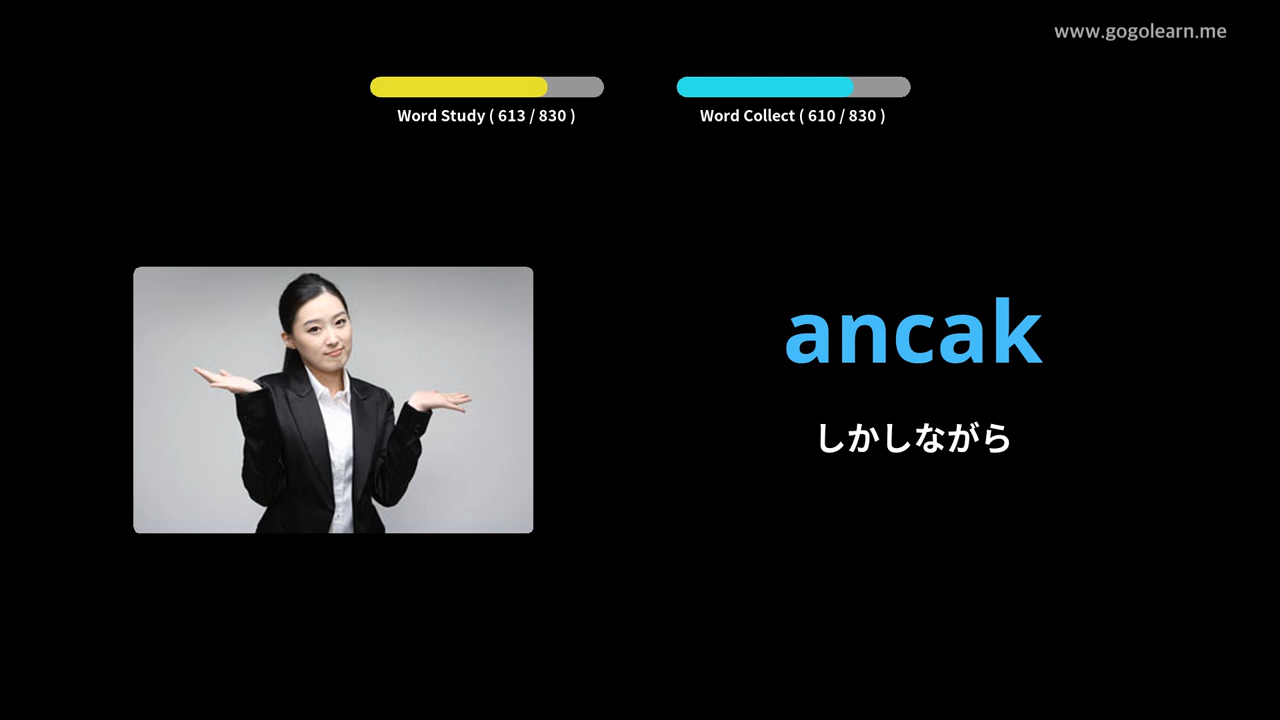 www.gogolearn.me
Word Study ( 613 / 830 )
Word Collect ( 610 / 830 )
ancak
しかしながら